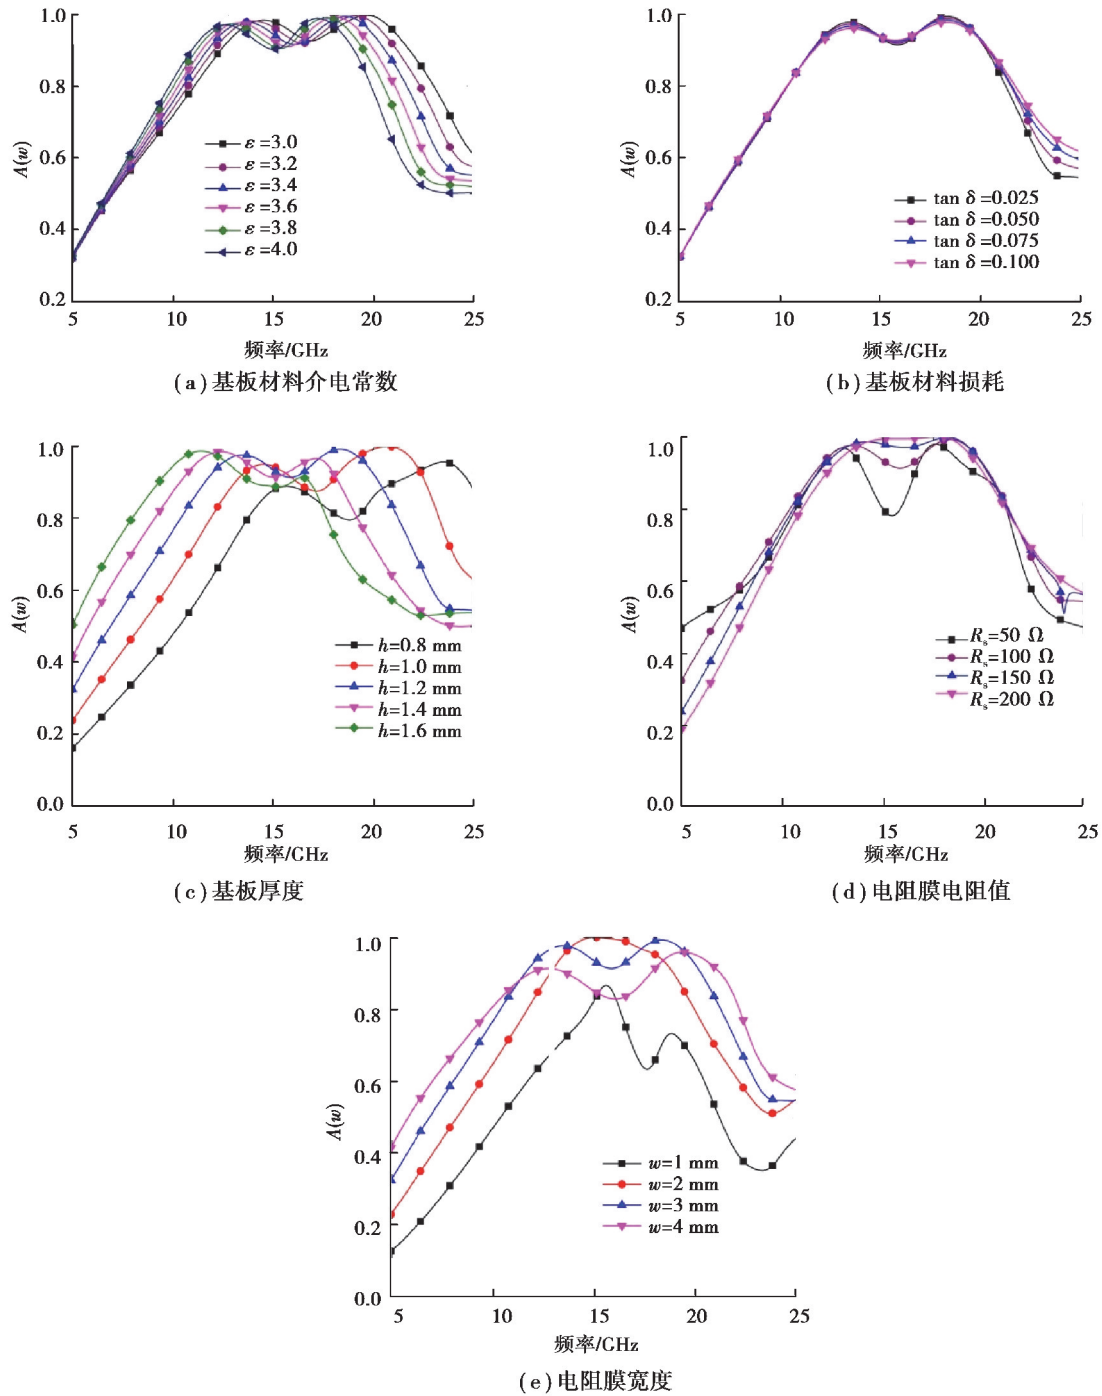 1.0
0.8
0.6
0.4
0.2
A(w)
ε=3.0
ε=3.2
ε=3.4
ε=3.6
ε=3.8
ε=4.0
5 10 15 20 25
频率/GHz
(a)基板材料介电常数
1.0
0.8
0.6
0.4
0.2
A(w)
tan δ=0.025
tan δ=0.050
tan δ=0.075
tan δ=0.100
5 10 15 20 25
频率/GHz
(b)基板材料损耗
1.0
0.8
0.6
0.4
0.2
0.0
A(w)
h=0.8 mm
h=1.0 mm
h=1.2 mm
h=1.4 mm
h=1.6 mm
5 10 15 20 25
频率/GHz
(c)基板厚度
1.0
0.8
0.6
0.4
0.2
0.0
A(w)
Rs=50 Ω
Rs=100 Ω
Rs=150 Ω
Rs=200 Ω
5 10 15 20 25
频率/GHz
(d)电阻膜电阻值
1.0
0.8
0.6
0.4
0.2
0.0
A(w)
w=1 mm
w=2 mm
w=3 mm
w=4 mm
5 10 15 20 25
频率/GHz
(e)电阻膜宽度